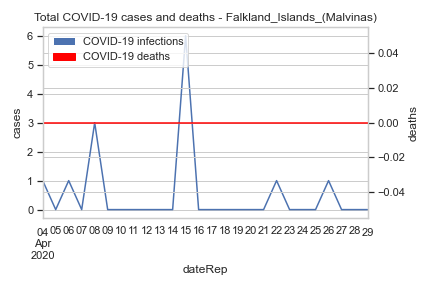 Total COVID-19 cases and deaths - Falkland_Islands_(Malvinas)
COVID-19 infections
COVID-19 deaths
6
5
4
3
2
1
0
cases
0.04
0.02
0.00
−0.02
−0.04
deaths
04 05 06 07 08 09 10 11 12 13 14 15 16 17 18 19 20 21 22 23 24 25 26 27 28 29
Apr
2020
dateRep